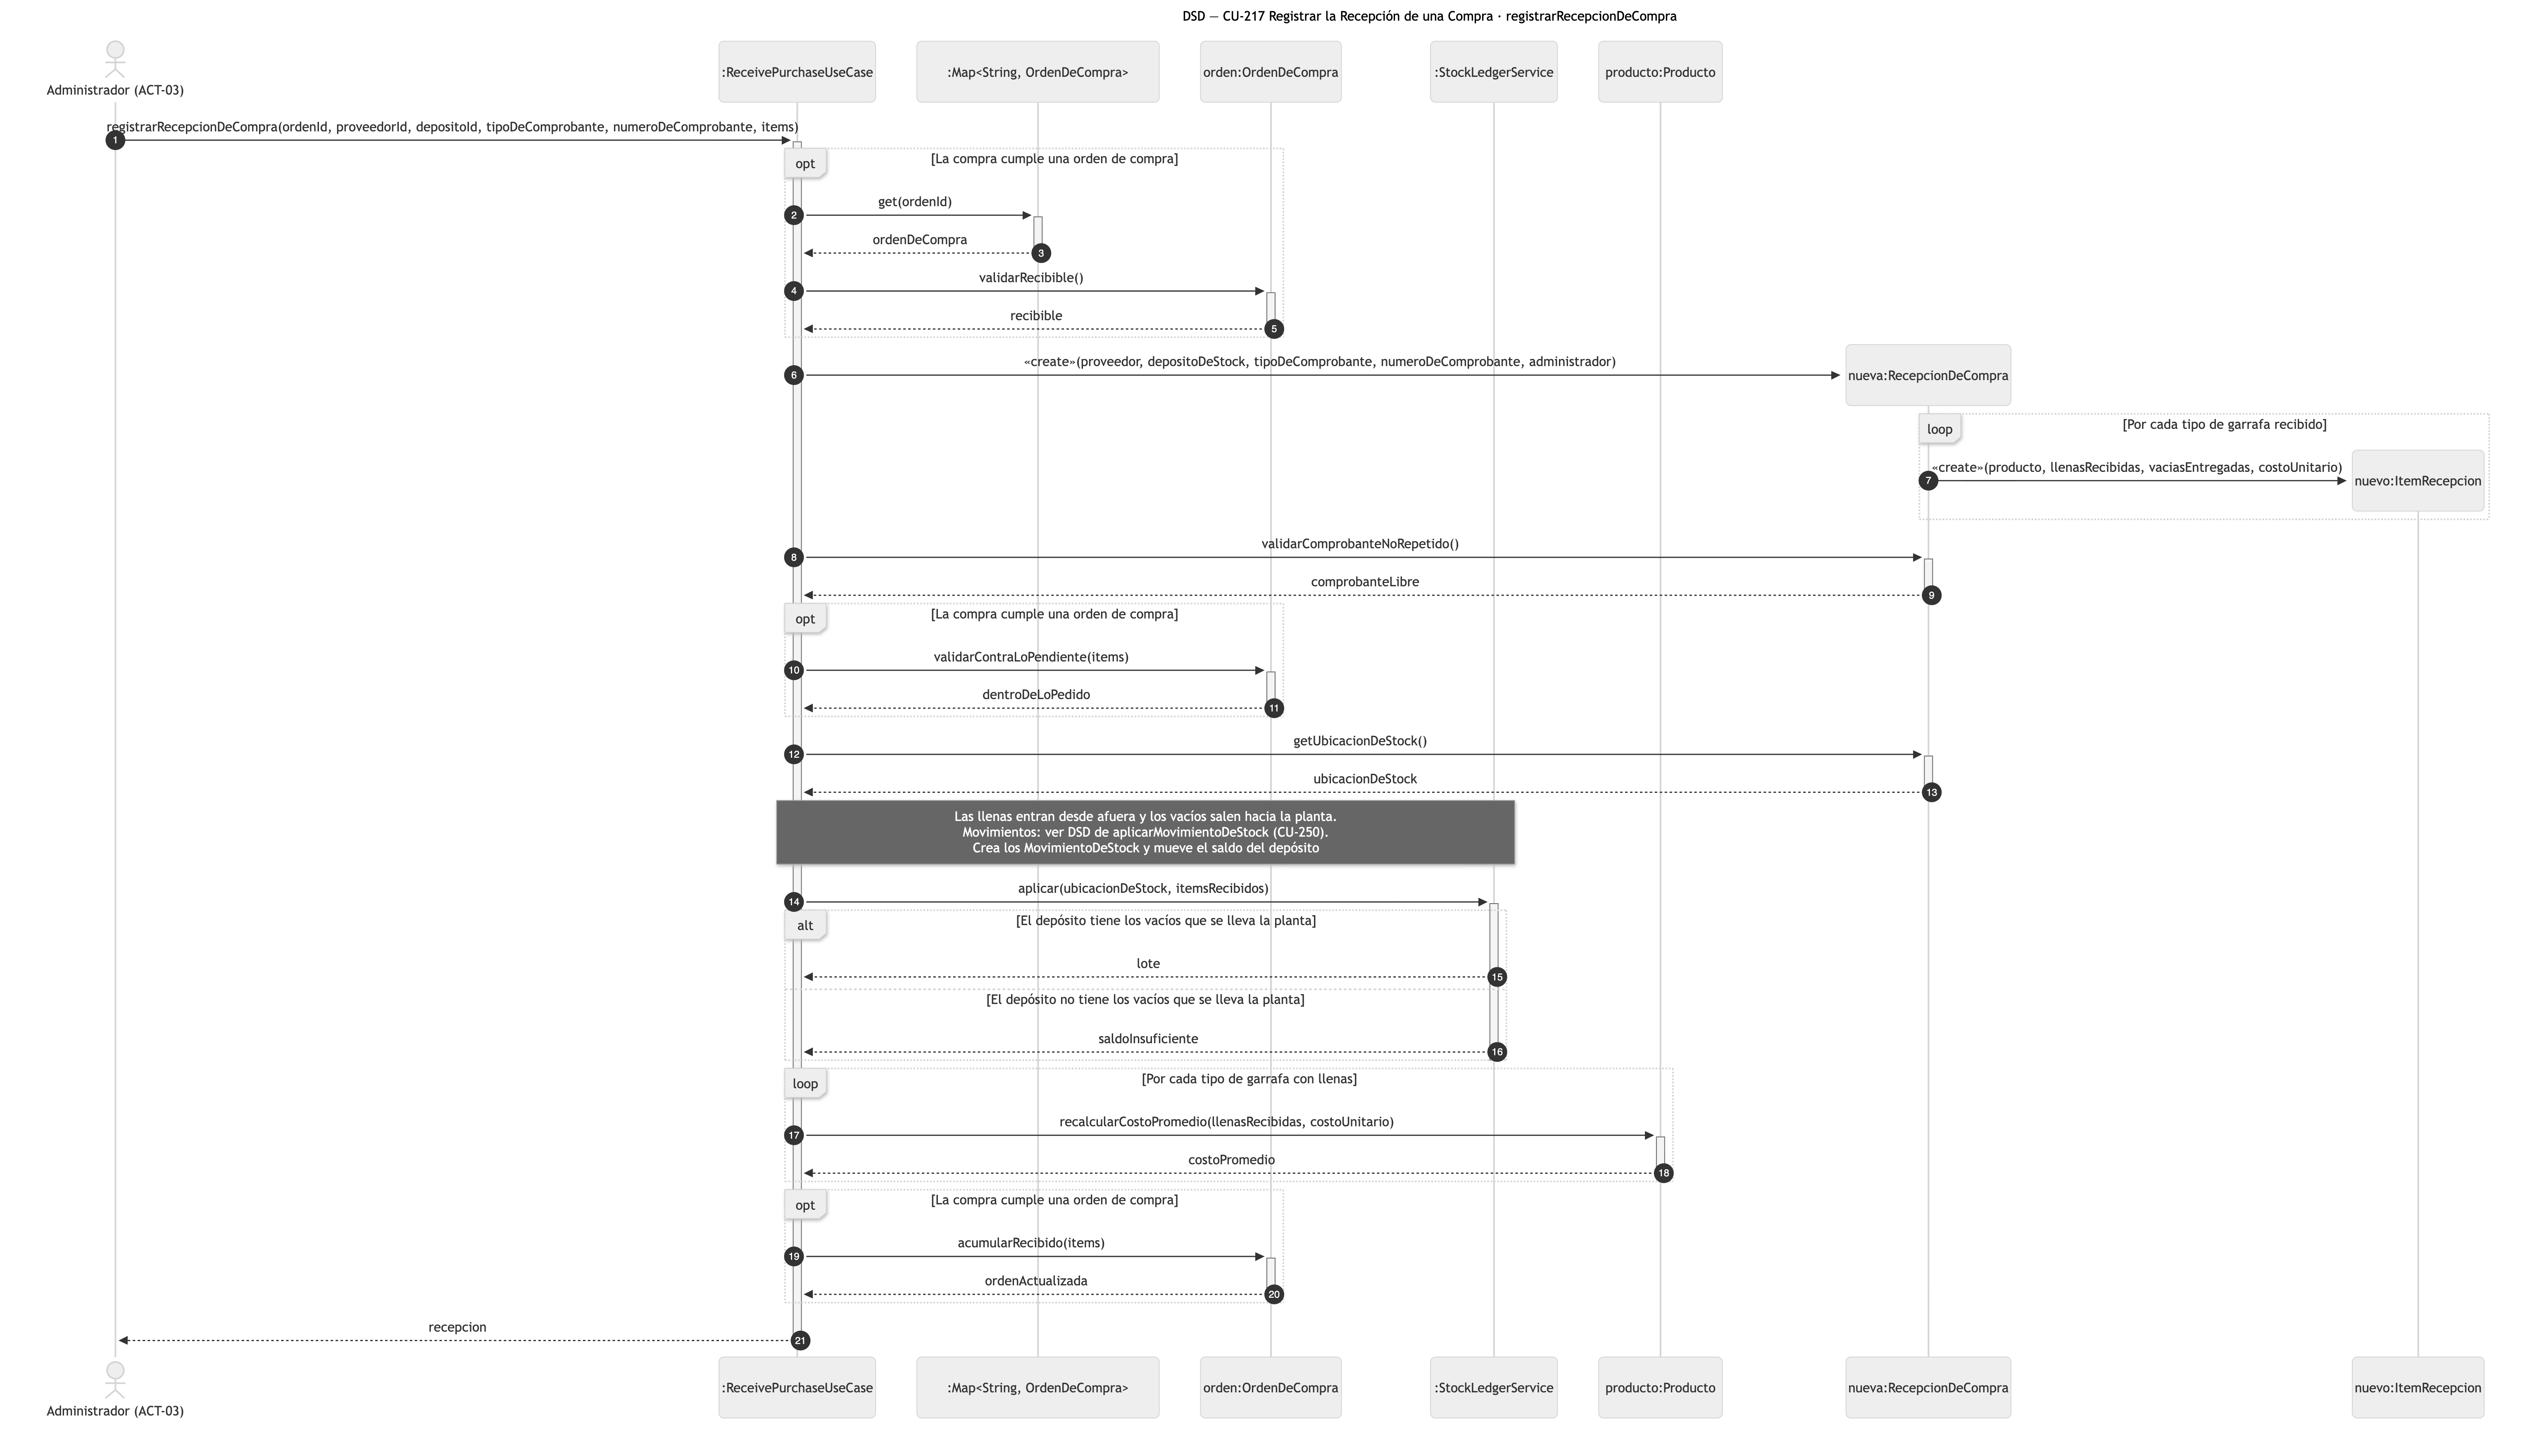 DSD — CU-217 Registrar la Recepción de una Compra · registrarRecepcionDeCompra
Administrador (ACT-03)
:ReceivePurchaseUseCase
:Map<String, OrdenDeCompra>
orden:OrdenDeCompra
:StockLedgerService
producto:Producto
registrarRecepcionDeCompra(ordenId, proveedorId, depositoId, tipoDeComprobante, numeroDeComprobante, items)
1
opt
[La compra cumple una orden de compra]
get(ordenId)
2
ordenDeCompra
3
validarRecibible()
4
recibible
5
«create»(proveedor, depositoDeStock, tipoDeComprobante, numeroDeComprobante, administrador)
6
nueva:RecepcionDeCompra
loop
[Por cada tipo de garrafa recibido]
«create»(producto, llenasRecibidas, vaciasEntregadas, costoUnitario)
7
nuevo:ItemRecepcion
validarComprobanteNoRepetido()
8
comprobanteLibre
9
opt
[La compra cumple una orden de compra]
validarContraLoPendiente(items)
10
dentroDeLoPedido
11
getUbicacionDeStock()
12
ubicacionDeStock
13
Las llenas entran desde afuera y los vacíos salen hacia la planta.
Movimientos: ver DSD de aplicarMovimientoDeStock (CU-250).
Crea los MovimientoDeStock y mueve el saldo del depósito
aplicar(ubicacionDeStock, itemsRecibidos)
14
alt
[El depósito tiene los vacíos que se lleva la planta]
lote
15
[El depósito no tiene los vacíos que se lleva la planta]
saldoInsuficiente
16
loop
[Por cada tipo de garrafa con llenas]
recalcularCostoPromedio(llenasRecibidas, costoUnitario)
17
costoPromedio
18
opt
[La compra cumple una orden de compra]
acumularRecibido(items)
19
ordenActualizada
20
recepcion
21
Administrador (ACT-03)
:ReceivePurchaseUseCase
:Map<String, OrdenDeCompra>
orden:OrdenDeCompra
:StockLedgerService
producto:Producto
nueva:RecepcionDeCompra
nuevo:ItemRecepcion